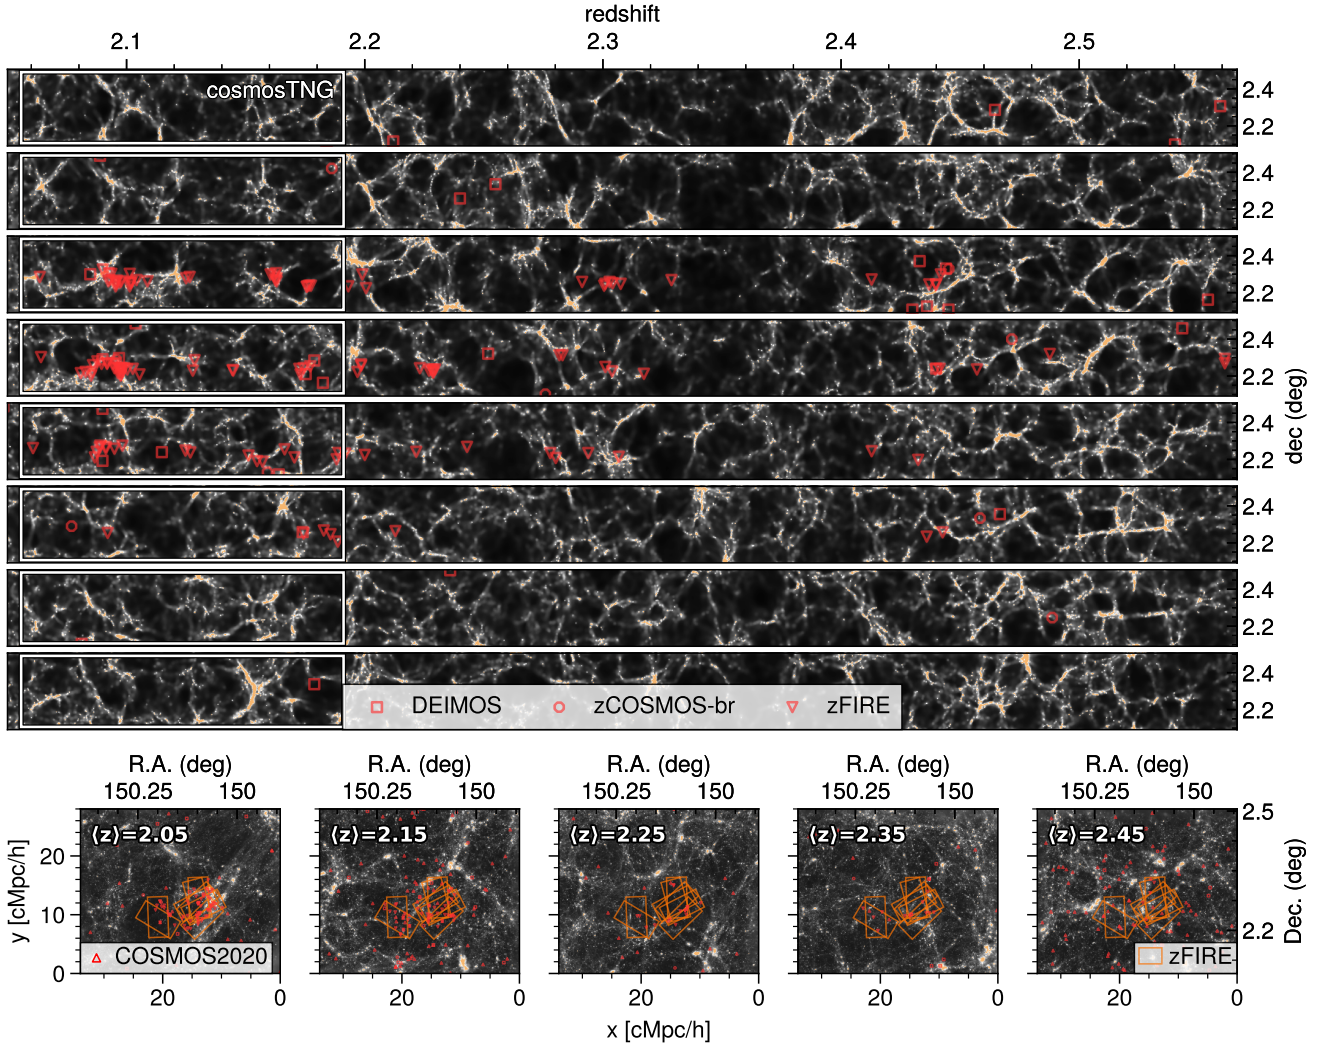 redshift
2.1 2.2 2.3 2.4 2.5
cosmosTNG
2.4
2.2
2.4
2.2
2.4
2.2
2.4
2.2
dec (deg)
2.4
2.2
2.4
2.2
2.4
2.2
2.4
2.2
DEIMOS zCOSMOS-br zFIRE
R.A. (deg) R.A. (deg) R.A. (deg) R.A. (deg) R.A. (deg)
150.25 150 150.25 150 150.25 150 150.25 150 150.25 150
2.5
⟨z⟩=2.05 ⟨z⟩=2.15 ⟨z⟩=2.25 ⟨z⟩=2.35 ⟨z⟩=2.45
20
y [cMpc/h]
Dec. (deg)
10
2.2
COSMOS2020 zFIRE
0
20 0 20 0 20 0 20 0 20 0
x [cMpc/h]